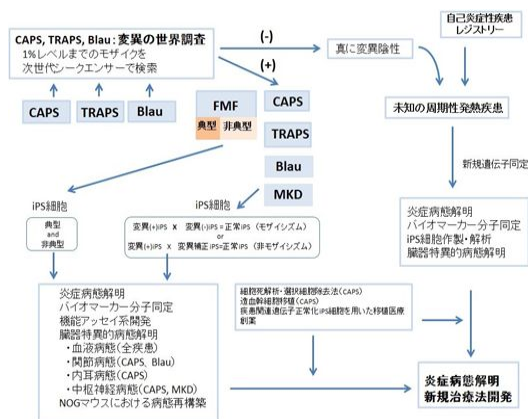 CAPS, TRAPS, Blau：変異の世界調査
1%レベルまでのモザイクを
次世代シークエンサーで検索
(-)
(+)
真に変異陰性
自己炎症性疾患
レジストリー
CAPS
TRAPS
Blau
FMF
典型
非典型
CAPS
TRAPS
Blau
MKD
未知の周期性発熱疾患
新規遺伝子同定
iPS細胞
典型
and
非典型
iPS細胞
変異(+)iPS X 変異(-)iPS＝正常iPS（モザイシズム）
or
変異(+)iPS X 変異補正iPS=正常iPS（非モザイシズム）
炎症病態解明
バイオマーカー分子同定
iPS細胞作製・解析
臓器特異的病態解明
炎症病態解明
バイオマーカー分子同定
機能アッセイ系開発
臓器特異的病態解明
・血液病態（全疾患）
・関節病態（CAPS, Blau）
・内耳病態（CAPS）
・中枢神経病態（CAPS, MKD）
NOGマウスにおける病態再構築
細胞死解析・選択細胞除去法（CAPS）
造血幹細胞移植（CAPS）
疾患関連遺伝子正常化iPS細胞を用いた移植医療
創薬
炎症病態解明
新規治療法開発